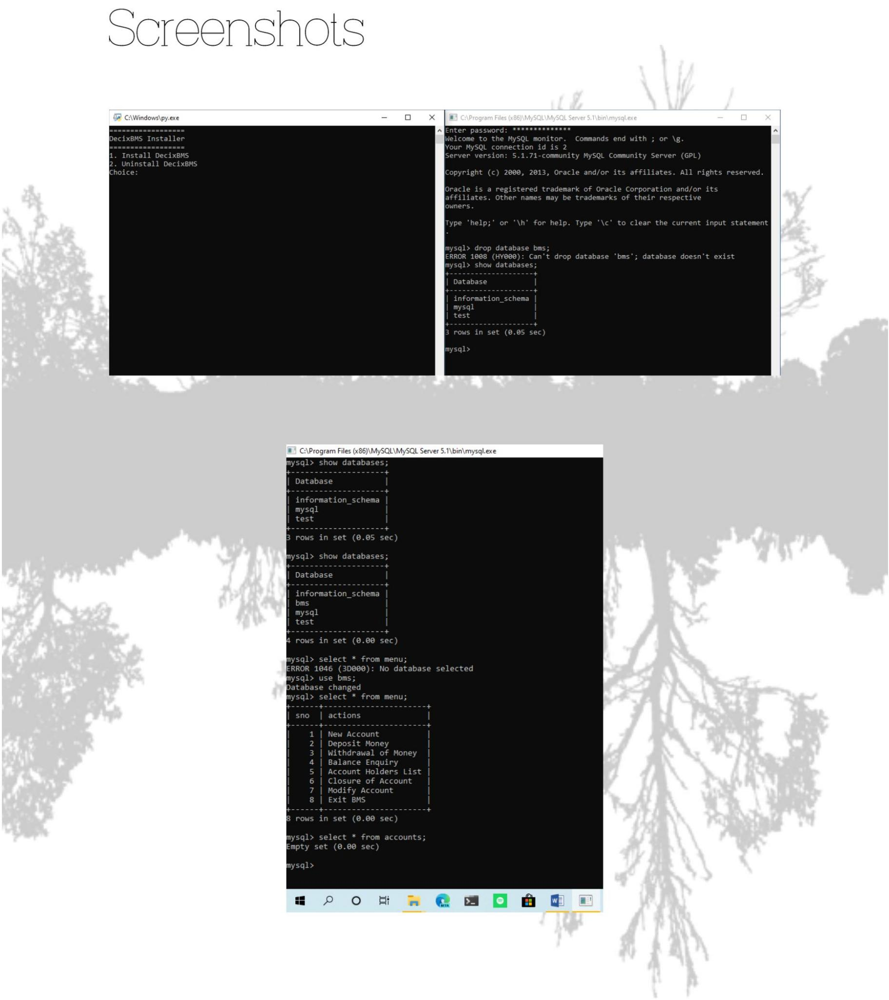 Screenshots
C:\Windows\py.exe
==================
DecixBMS Installer
==================
1. Install DecixBMS
2. Uninstall DecixBMS
Choice:
C:\Program Files (x86)\MySQL\MySQL Server 5.1\bin\mysql.exe
Enter password: **************
Welcome to the MySQL monitor.  Commands end with ; or \g.
Your MySQL connection id is 2
Server version: 5.1.71-community MySQL Community Server (GPL)
Copyright (c) 2000, 2013, Oracle and/or its affiliates. All rights reserved.
Oracle is a registered trademark of Oracle Corporation and/or its
affiliates. Other names may be trademarks of their respective
owners.
Type 'help;' or '\h' for help. Type '\c' to clear the current input statement
.
mysql> drop database bms;
ERROR 1008 (HY000): Can't drop database 'bms'; database doesn't exist
mysql> show databases;
+--------------------+
| Database           |
+--------------------+
| information_schema |
| mysql              |
| test               |
+--------------------+
3 rows in set (0.05 sec)
mysql>
C:\Program Files (x86)\MySQL\MySQL Server 5.1\bin\mysql.exe
mysql> show databases;
+--------------------+
| Database           |
+--------------------+
| information_schema |
| mysql              |
| test               |
+--------------------+
3 rows in set (0.05 sec)
mysql> show databases;
+--------------------+
| Database           |
+--------------------+
| information_schema |
| bms                |
| mysql              |
| test               |
+--------------------+
4 rows in set (0.00 sec)
mysql> select * from menu;
ERROR 1046 (3D000): No database selected
mysql> use bms;
Database changed
mysql> select * from menu;
+------+----------------------+
| sno  | actions              |
+------+----------------------+
|    1 | New Account          |
|    2 | Deposit Money        |
|    3 | Withdrawal of Money  |
|    4 | Balance Enquiry      |
|    5 | Account Holders List |
|    6 | Closure of Account   |
|    7 | Modify Account       |
|    8 | Exit BMS             |
+------+----------------------+
8 rows in set (0.00 sec)
mysql> select * from accounts;
Empty set (0.00 sec)
mysql>
BETA
W